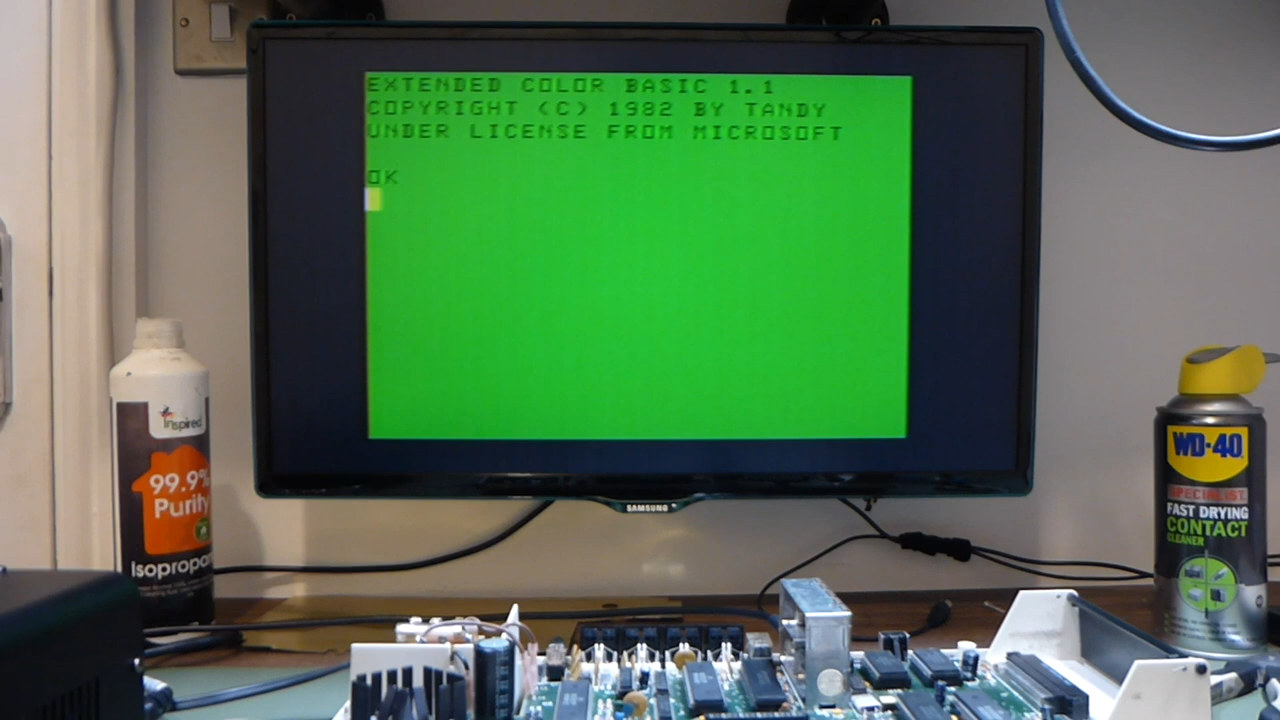 EXTENDED COLOR BASIC 1.1
COPYRIGHT (C) 1982 BY TANDY
UNDER LICENSE FROM MICROSOFT
OK
SAMSUNG
Inspired
99.9%
Purity
Isopropa
WD-40
SPECIALIST
FAST DRYING
CONTACT
CLEANER